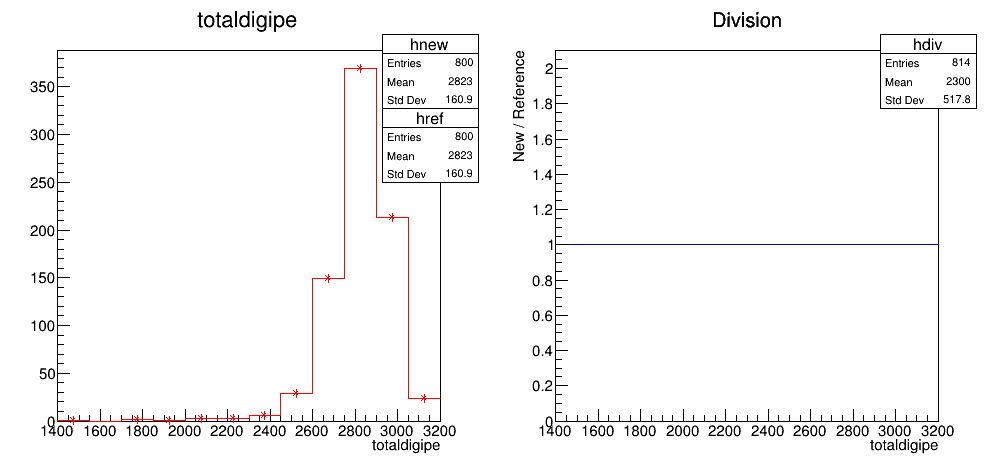 totaldigipe
hnew
Entries 800
Mean 2823
Std Dev 160.9
href
Entries 800
Mean 2823
Std Dev 160.9
350
300
250
200
150
100
50
0
1400 1600 1800 2000 2200 2400 2600 2800 3000 3200
totaldigipe
Division
hdiv
Entries 814
Mean 2300
Std Dev 517.8
New / Reference
2
1.8
1.6
1.4
1.2
1
0.8
0.6
0.4
0.2
0
1400 1600 1800 2000 2200 2400 2600 2800 3000 3200
totaldigipe